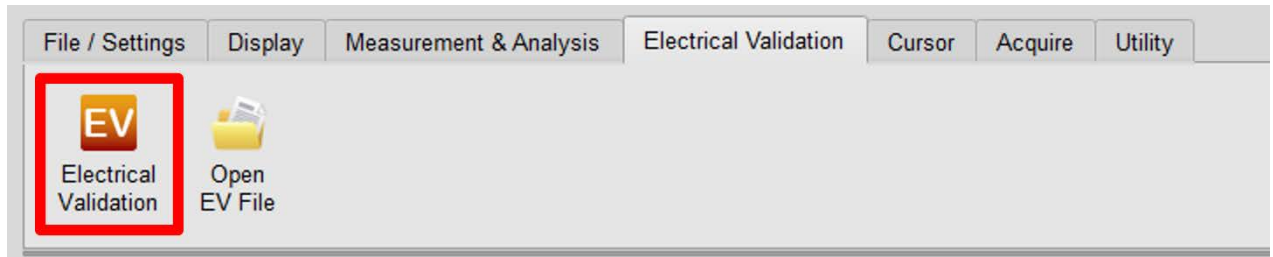 File / Settings Display Measurement & Analysis Electrical Validation Cursor Acquire Utility
EV
Electrical
Validation
Open
EV File